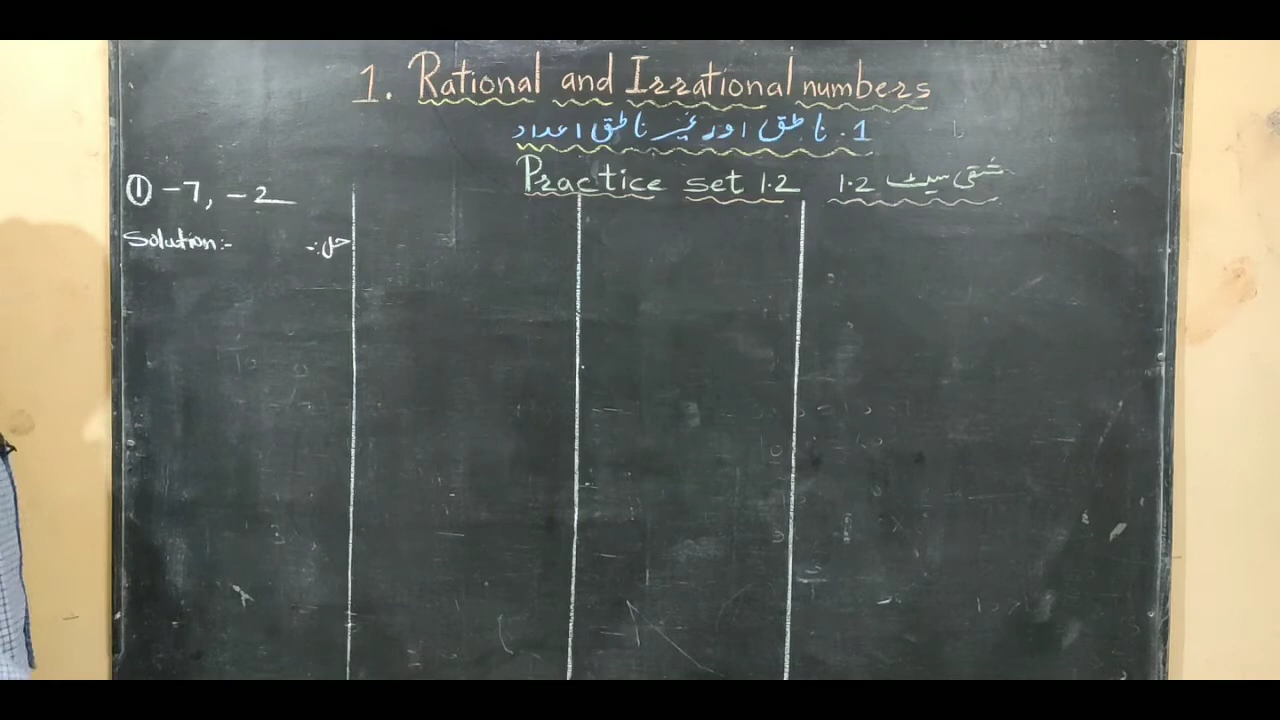 1. Rational and Irrational numbers
1. ناطق اور غیر ناطق اعداد
Practice set 1.2 مشقی سیٹ 1.2
① -7, -2
Solution:- حل:-